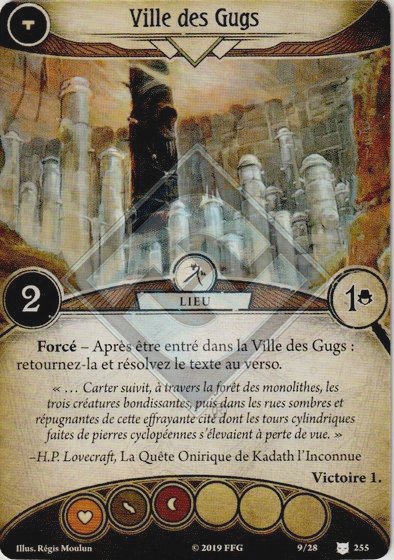 Ville des Gugs
2
LIEU
1
Forcé – Après être entré dans la Ville des Gugs :
retournez-la et résolvez le texte au verso.
« … Carter suivit, à travers la forêt des monolithes, les
trois créatures bondissantes, puis dans les rues sombres et
répugnantes de cette effrayante cité dont les tours cylindriques
faites de pierres cyclopéennes s’élevaient à perte de vue. »
–H.P. Lovecraft, La Quête Onirique de Kadath l’Inconnue
Victoire 1.
Illus. Régis Moulun © 2019 FFG 9/28 255